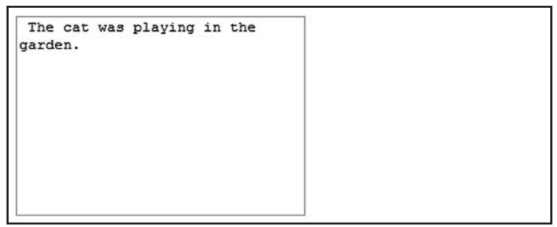 The cat was playing in the
garden.